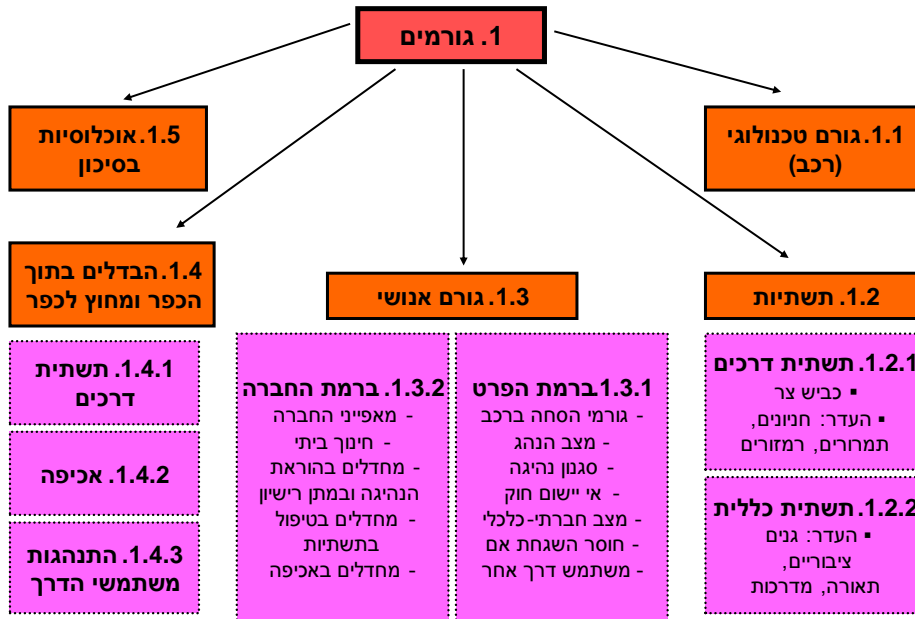 1. גורמים
1.1. גורם טכנולוגי
(רכב)
1.5. אוכלוסיות
בסיכון
1.2. תשתיות
1.2.1. תשתית דרכים
▪ כביש צר
▪ העדר: חניונים,
תמרורים, רמזורים
1.2.2. תשתית כללית
▪ העדר: גנים
ציבוריים,
תאורה, מדרכות
1.3. גורם אנושי
1.3.1. ברמת הפרט
- גורמי הסחה ברכב
- מצב הנהג
- סגנון נהיגה
- אי יישום חוק
- מצב חברתי-כלכלי
- חוסר השגחת אם
- משתמש דרך אחר
1.3.2. ברמת החברה
- מאפייני החברה
- חינוך ביתי
- מחדלים בהוראת
הנהיגה ובמתן רישיון
- מחדלים בטיפול
בתשתיות
- מחדלים באכיפה
1.4. הבדלים בתוך
הכפר ומחוץ לכפר
1.4.1. תשתית
דרכים
1.4.2. אכיפה
1.4.3. התנהגות
משתמשי הדרך